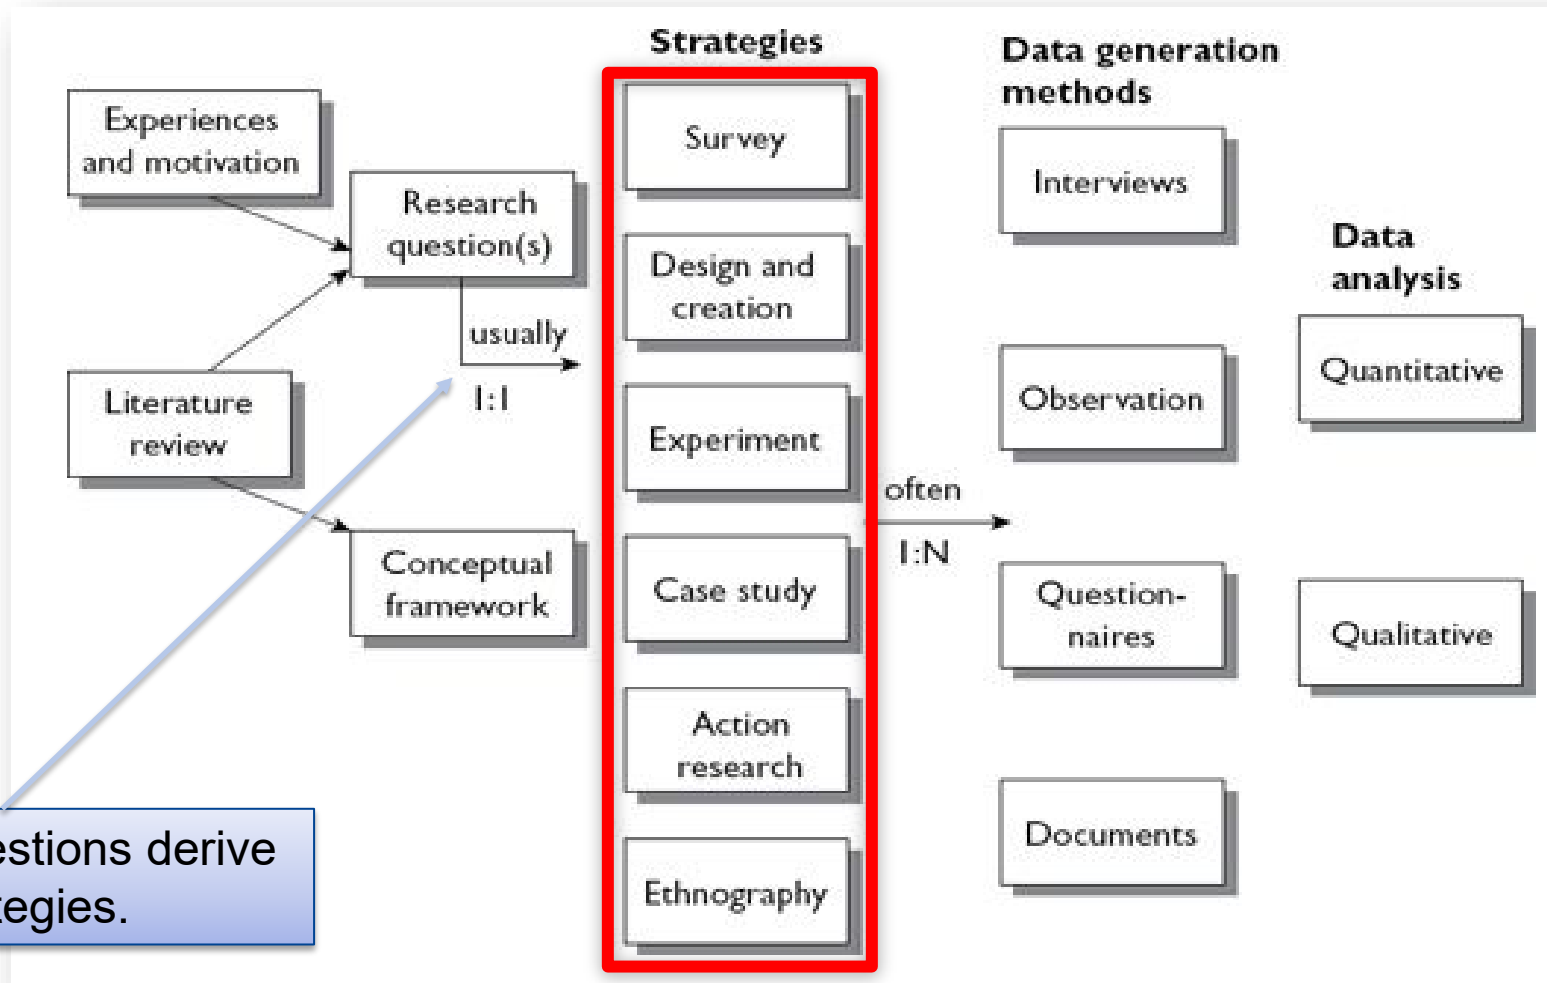 Strategies
Data generation
methods
Data
analysis
Experiences
and motivation
Research
question(s)
Literature
review
Conceptual
framework
usually
1:1
Survey
Design and
creation
Experiment
Case study
Action
research
Ethnography
often
1:N
Interviews
Observation
Question-
naires
Documents
Quantitative
Qualitative
estions derive
tegies.